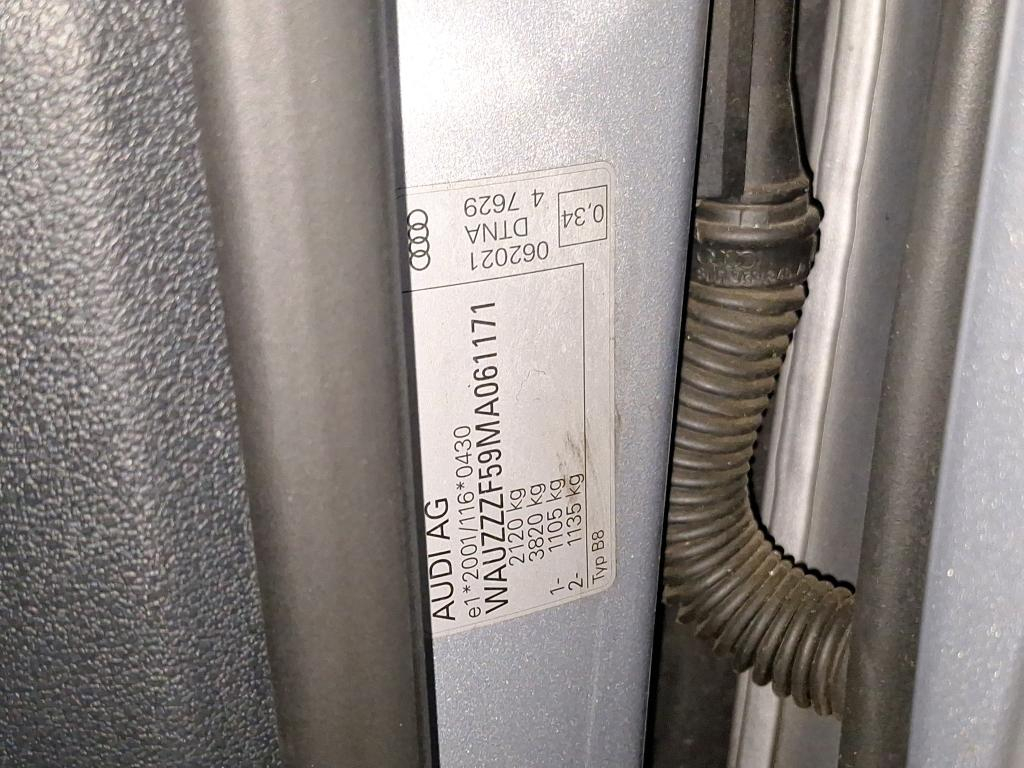 AUDI AG
e1*2001/116*0430
WAUZZZF59MA061171
2120 kg
3820 kg
1- 1105 kg
2- 1135 kg
Typ B8
062021
DTNA
4 7629
0,34